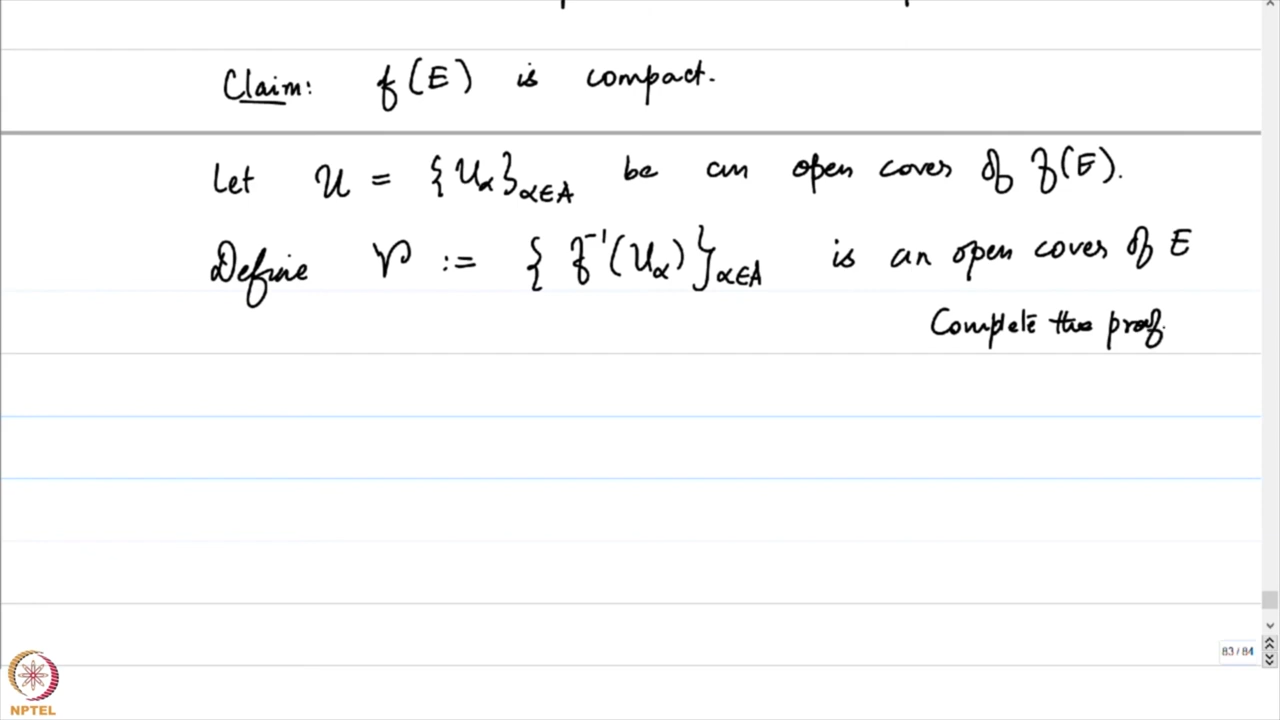 Claim: f(E) is compact.
Let 𝒰 = {U_α}_{α∈A} be an open cover of f(E).
Define 𝒱 := {f^{-1}(U_α)}_{α∈A} is an open cover of E
Complete the proof.
83 / 84
NPTEL